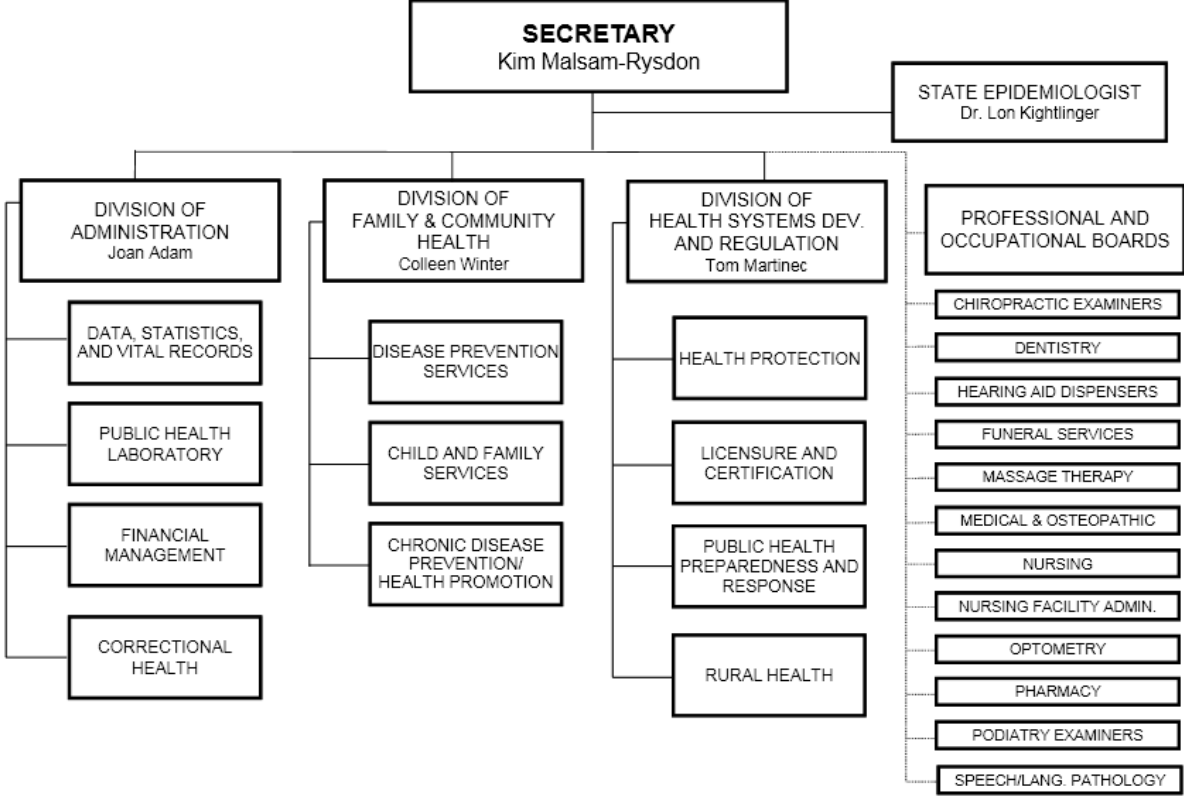 SECRETARY
Kim Malsam-Rysdon
STATE EPIDEMIOLOGIST
Dr. Lon Kightlinger
DIVISION OF
ADMINISTRATION
Joan Adam
DATA, STATISTICS,
AND VITAL RECORDS
PUBLIC HEALTH
LABORATORY
FINANCIAL
MANAGEMENT
CORRECTIONAL
HEALTH
DIVISION OF
FAMILY & COMMUNITY
HEALTH
Colleen Winter
DISEASE PREVENTION
SERVICES
CHILD AND FAMILY
SERVICES
CHRONIC DISEASE
PREVENTION/
HEALTH PROMOTION
DIVISION OF
HEALTH SYSTEMS DEV.
AND REGULATION
Tom Martinec
HEALTH PROTECTION
LICENSURE AND
CERTIFICATION
PUBLIC HEALTH
PREPAREDNESS AND
RESPONSE
RURAL HEALTH
PROFESSIONAL AND
OCCUPATIONAL BOARDS
CHIROPRACTIC EXAMINERS
DENTISTRY
HEARING AID DISPENSERS
FUNERAL SERVICES
MASSAGE THERAPY
MEDICAL & OSTEOPATHIC
NURSING
NURSING FACILITY ADMIN.
OPTOMETRY
PHARMACY
PODIATRY EXAMINERS
SPEECH/LANG. PATHOLOGY